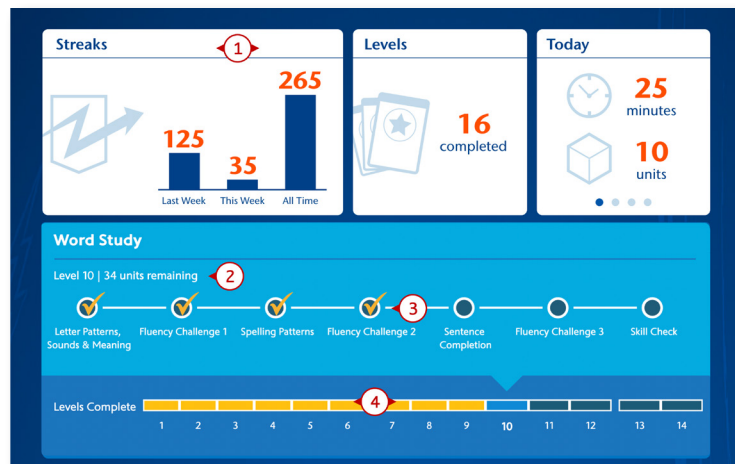 Streaks
1
265
125
35
Last Week This Week All Time
Levels
16
completed
Today
25
minutes
10
units
Word Study
Level 10 | 34 units remaining
2
3
Letter Patterns,
Sounds & Meaning
Fluency Challenge 1
Spelling Patterns
Fluency Challenge 2
Sentence
Completion
Fluency Challenge 3
Skill Check
Levels Complete
4
1 2 3 4 5 6 7 8 9 10 11 12 13 14